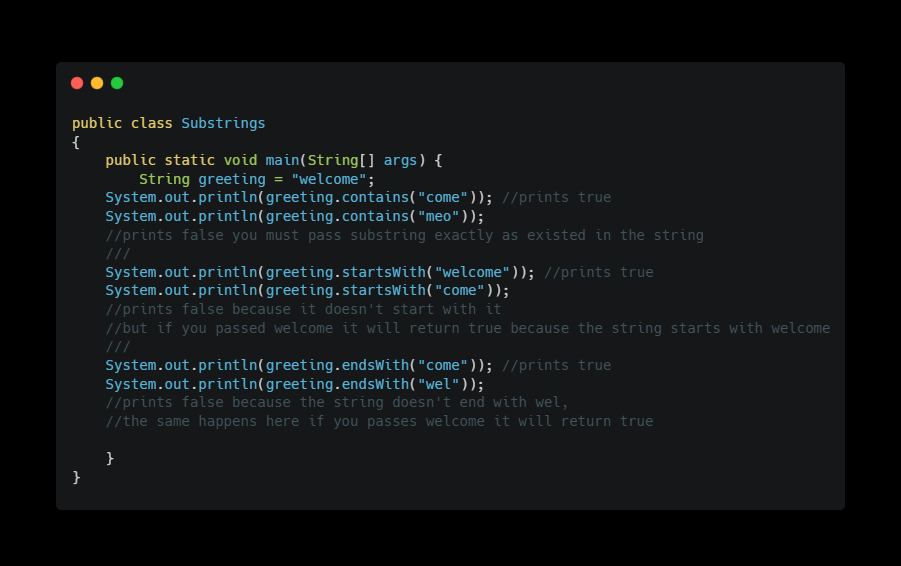 public class Substrings
{
    public static void main(String[] args) {
        String greeting = "welcome";
    System.out.println(greeting.contains("come")); //prints true
    System.out.println(greeting.contains("meo"));
    //prints false you must pass substring exactly as existed in the string
    ///
    System.out.println(greeting.startsWith("welcome")); //prints true
    System.out.println(greeting.startsWith("come"));
    //prints false because it doesn't start with it
    //but if you passed welcome it will return true because the string starts with welcome
    ///
    System.out.println(greeting.endsWith("come")); //prints true
    System.out.println(greeting.endsWith("wel"));
    //prints false because the string doesn't end with wel,
    //the same happens here if you passes welcome it will return true
    }
}